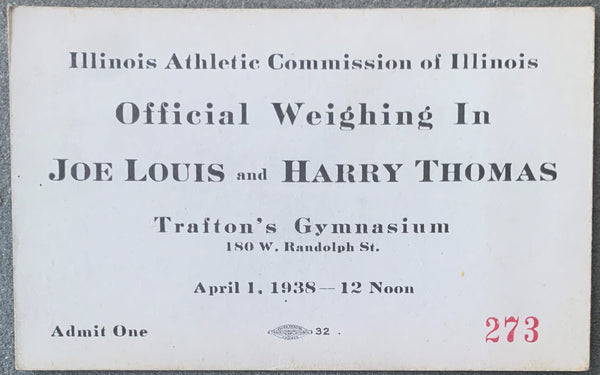 Illinois Athletic Commission of Illinois
Official Weighing In
JOE LOUIS and HARRY THOMAS
Trafton's Gymnasium
180 W. Randolph St.
April 1, 1938—12 Noon
Admit One
32
273